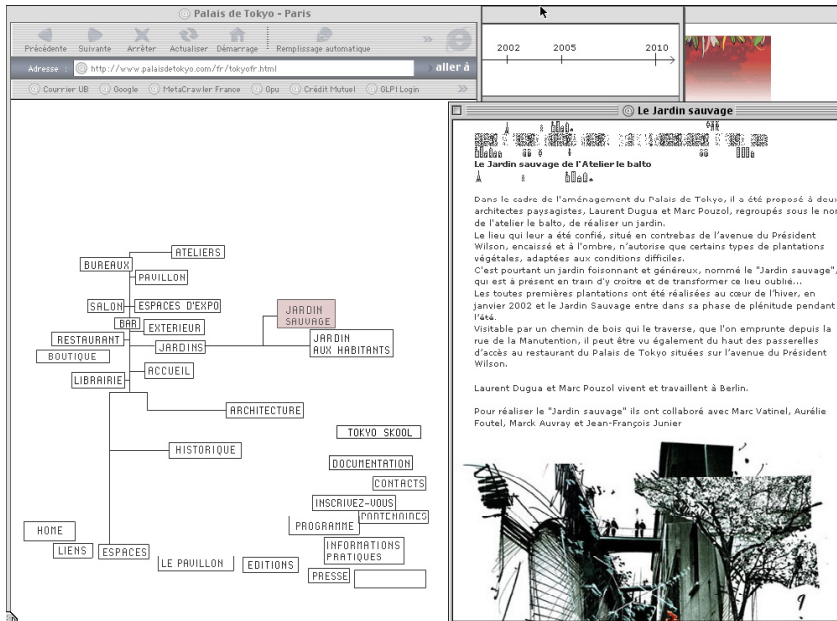 Palais de Tokyo - Paris
Précédente Suivante Arrêter Actualiser Démarrage Remplissage automatique
Adresse : http://www.palaisdetokyo.com/fr/tokyofr.html aller à
Courrier UB Google MetaCrawler France Opu Crédit Mutuel GLPI Login
2002 2005 2010
ATELIERS
BUREAUX
PAVILLON
SALON
ESPACES D'EXPO
BAR
EXTERIEUR
RESTAURANT
JARDINS
BOUTIQUE
ACCUEIL
LIBRAIRIE
JARDIN
SAUVAGE
JARDIN
AUX HABITANTS
ARCHITECTURE
HISTORIQUE
TOKYO SKOOL
DOCUMENTATION
CONTACTS
INSCRIVEZ-VOUS
PARTENAIRES
PROGRAMME
HOME
LIENS
ESPACES
LE PAVILLON
EDITIONS
INFORMATIONS
PRATIQUES
PRESSE
Le Jardin sauvage
Le Jardin sauvage de l'Atelier le balto
Dans le cadre de l'aménagement du Palais de Tokyo, il a été proposé à deux
architectes paysagistes, Laurent Dugua et Marc Pouzol, regroupés sous le nom
de l'atelier le balto, de réaliser un jardin.
Le lieu qui leur a été confié, situé en contrebas de l'avenue du Président
Wilson, encaissé et à l'ombre, n'autorise que certains types de plantations
végétales, adaptées aux conditions difficiles.
C'est pourtant un jardin foisonnant et généreux, nommé le "Jardin sauvage",
qui est à présent en train d'y croitre et de transformer ce lieu oublié...
Les toutes premières plantations ont été réalisées au cœur de l'hiver, en
janvier 2002 et le Jardin Sauvage entre dans sa phase de plénitude pendant
l'été.
Visitable par un chemin de bois qui le traverse, que l'on emprunte depuis la
rue de la Manutention, il peut être vu également du haut des passerelles
d'accès au restaurant du Palais de Tokyo situées sur l'avenue du Président
Wilson.
Laurent Dugua et Marc Pouzol vivent et travaillent à Berlin.
Pour réaliser le "Jardin sauvage" ils ont collaboré avec Marc Vatinel, Aurélie
Foutel, Marck Auvray et Jean-François Junier